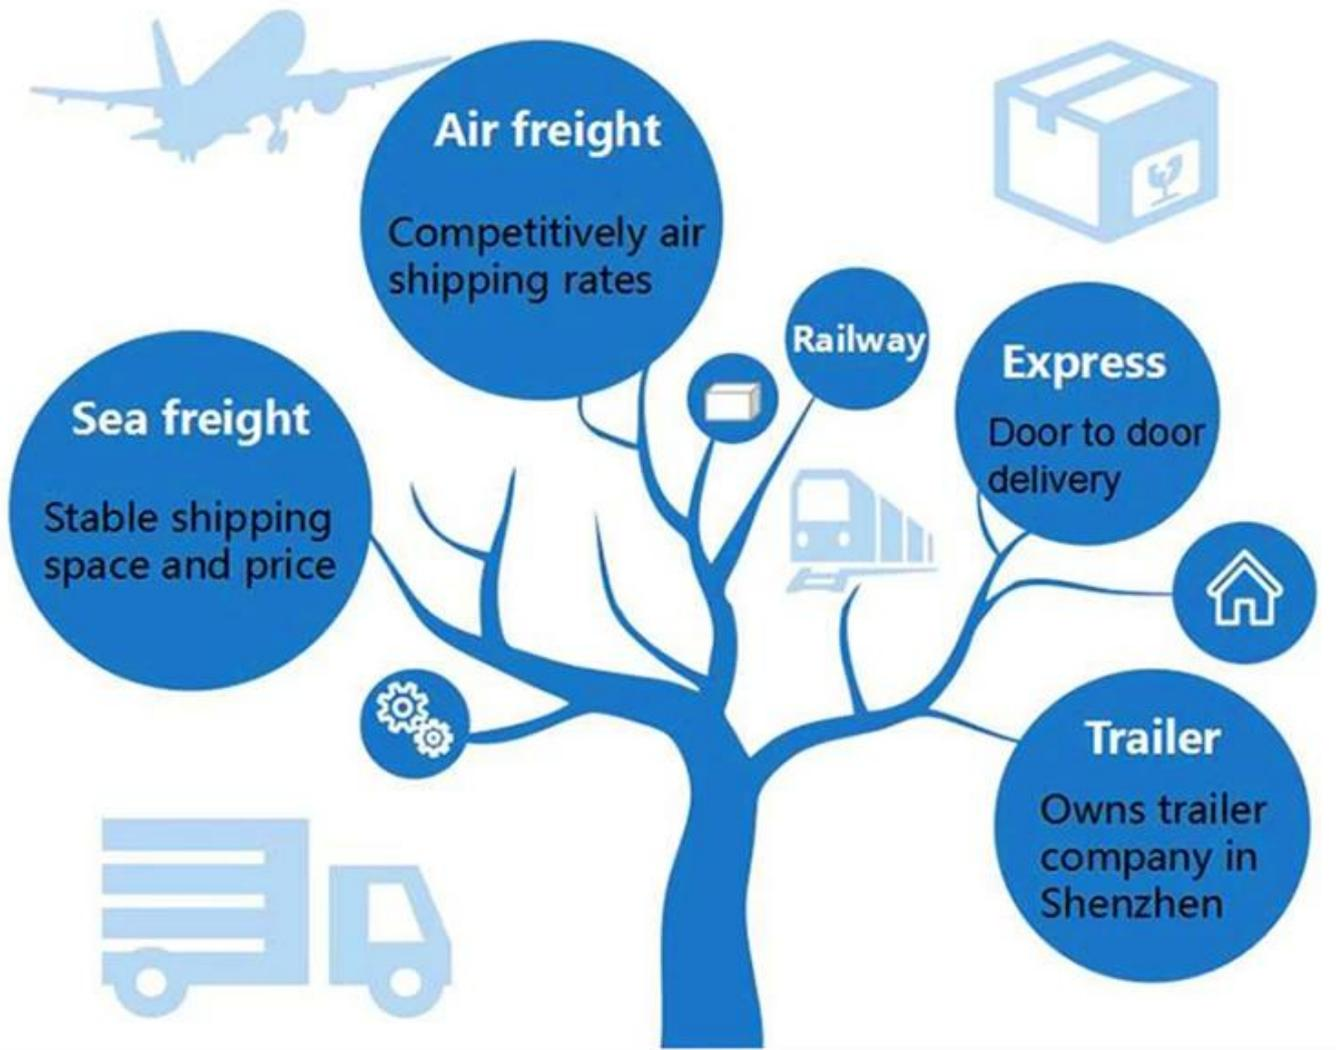 Air freight
Competitively air
shipping rates
Railway
Express
Door to door
delivery
Sea freight
Stable shipping
space and price
Trailer
Owns trailer
company in
Shenzhen